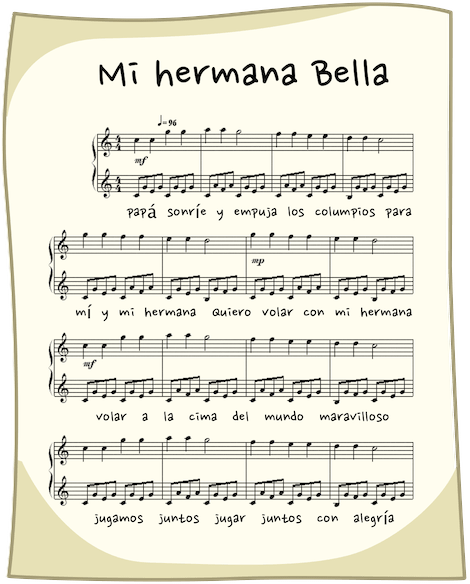 Mi hermana Bella
♩=96
mf
papá sonríe y empuja los columpios para
mp
mí y mi hermana Quiero volar con mi hermana
mf
volar a la cima del mundo maravilloso
jugamos juntos jugar juntos con alegría